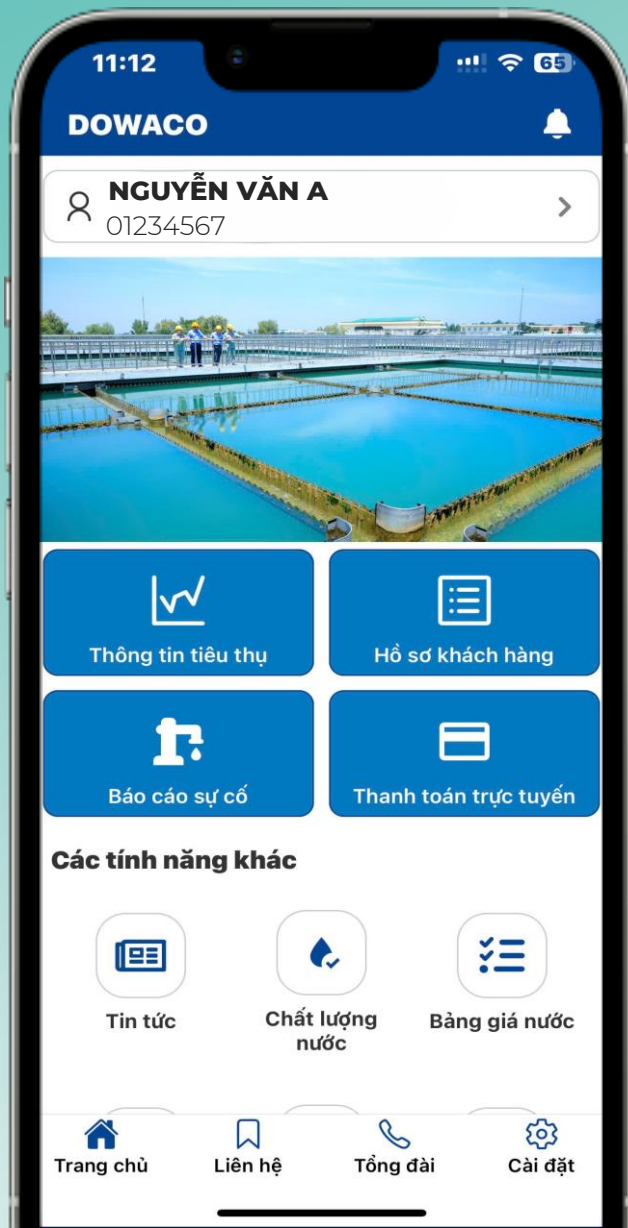 11:12
65
DOWACO
NGUYỄN VĂN A
01234567
Thông tin tiêu thụ
Hồ sơ khách hàng
Báo cáo sự cố
Thanh toán trực tuyến
Các tính năng khác
Tin tức
Chất lượng
nước
Bảng giá nước
Trang chủ
Liên hệ
Tổng đài
Cài đặt